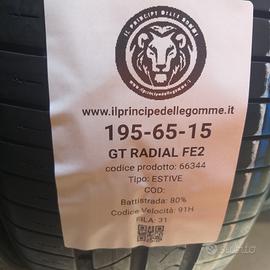 IL PRINCIPE DELLE GOMME
www.ilprincipedellegomme.it
195-65-15
GT RADIAL FE2
codice prodotto: 66344
Tipo: ESTIVE
COD:
Battistrada: 80%
Codice Velocità: 91H
FILA: 31
subito